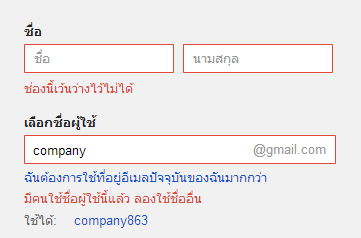 ชื่อ
ชื่อ นามสกุล
ช่องนี้เว้นว่างไว้ไม่ได้
เลือกชื่อผู้ใช้
company @gmail.com
ฉันต้องการใช้ที่อยู่อีเมลปัจจุบันของฉันมากกว่า
มีคนใช้ชื่อผู้ใช้นี้แล้ว ลองใช้ชื่ออื่น
ใช้ได้: company863